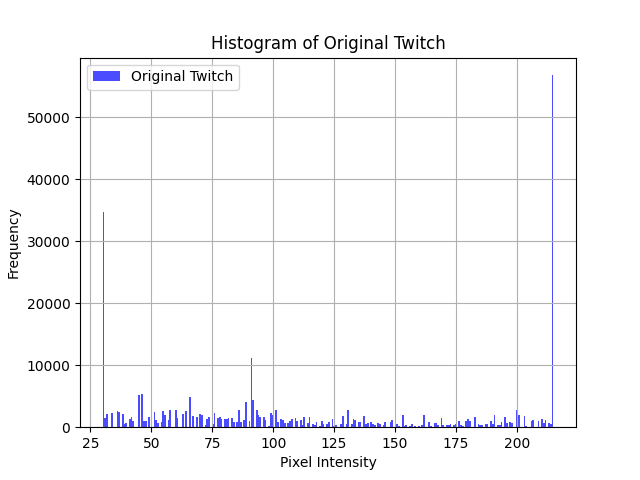 Histogram of Original Twitch
Original Twitch
Frequency
50000
40000
30000
20000
10000
0
25 50 75 100 125 150 175 200
Pixel Intensity